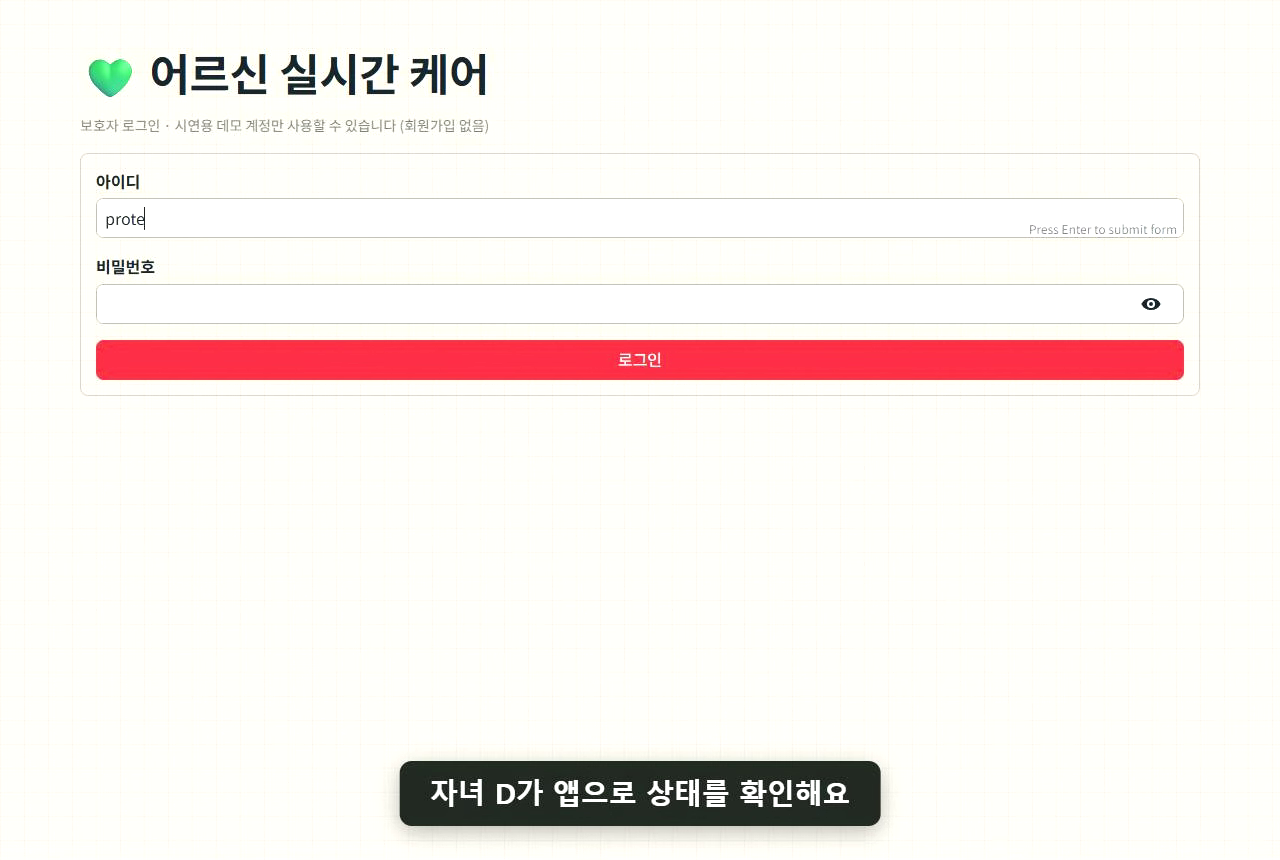 어르신 실시간 케어
보호자 로그인 · 시연용 데모 계정만 사용할 수 있습니다 (회원가입 없음)
아이디
prote
Press Enter to submit form
비밀번호
로그인
자녀 D가 앱으로 상태를 확인해요